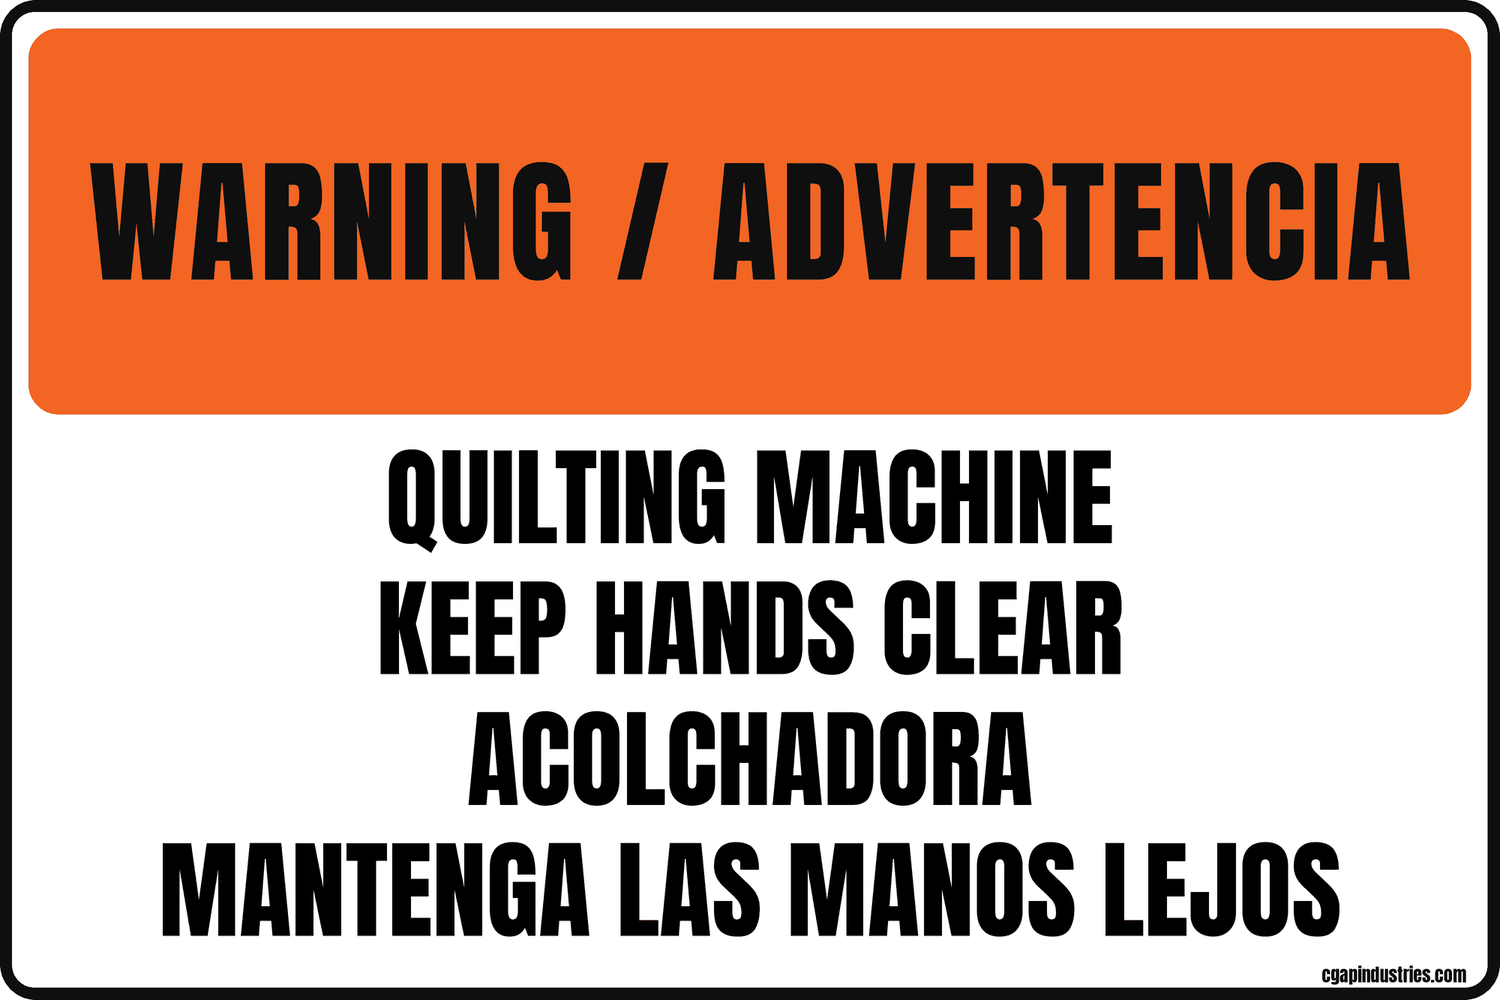 WARNING / ADVERTENCIA
QUILTING MACHINE
KEEP HANDS CLEAR
ACOLCHADORA
MANTENGA LAS MANOS LEJOS
cgapindustries.com